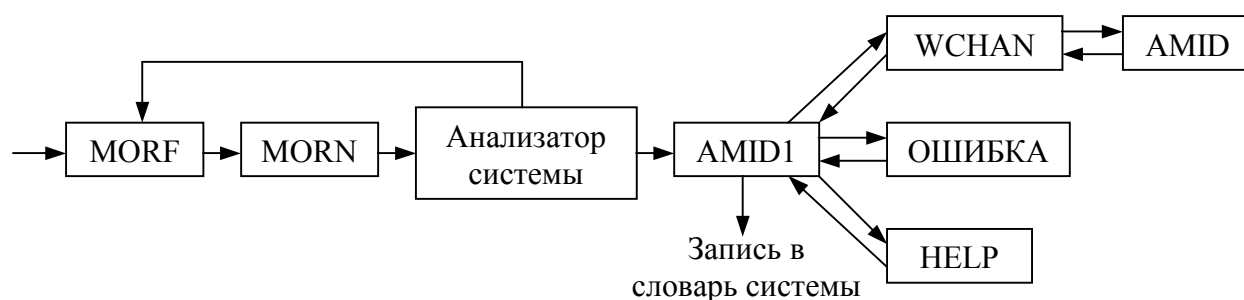 WCHAN
AMID
MORF
MORN
Анализатор
системы
AMID1
ОШИБКА
HELP
Запись в
словарь системы